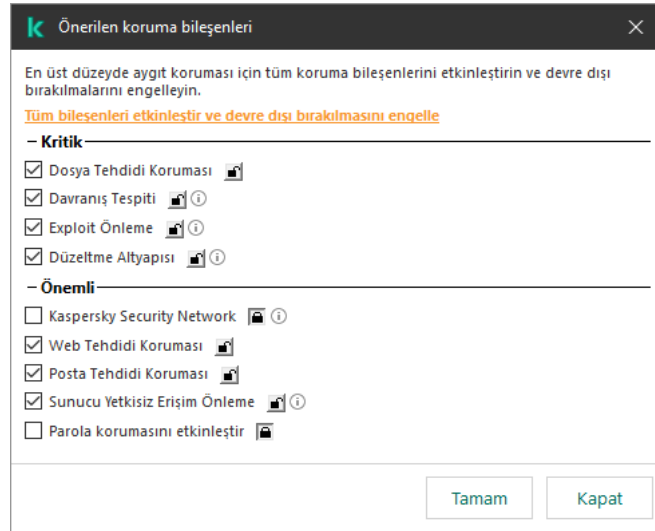 Önerilen koruma bileşenleri
En üst düzeyde aygıt koruması için tüm koruma bileşenlerini etkinleştirin ve devre dışı
bırakılmalarını engelleyin.
Tüm bileşenleri etkinleştir ve devre dışı bırakılmasını engelle
Kritik
Dosya Tehdidi Koruması
Davranış Tespiti
Exploit Önleme
Düzeltme Altyapısı
Önemli
Kaspersky Security Network
Web Tehdidi Koruması
Posta Tehdidi Koruması
Sunucu Yetkisiz Erişim Önleme
Parola korumasını etkinleştir
Tamam Kapat